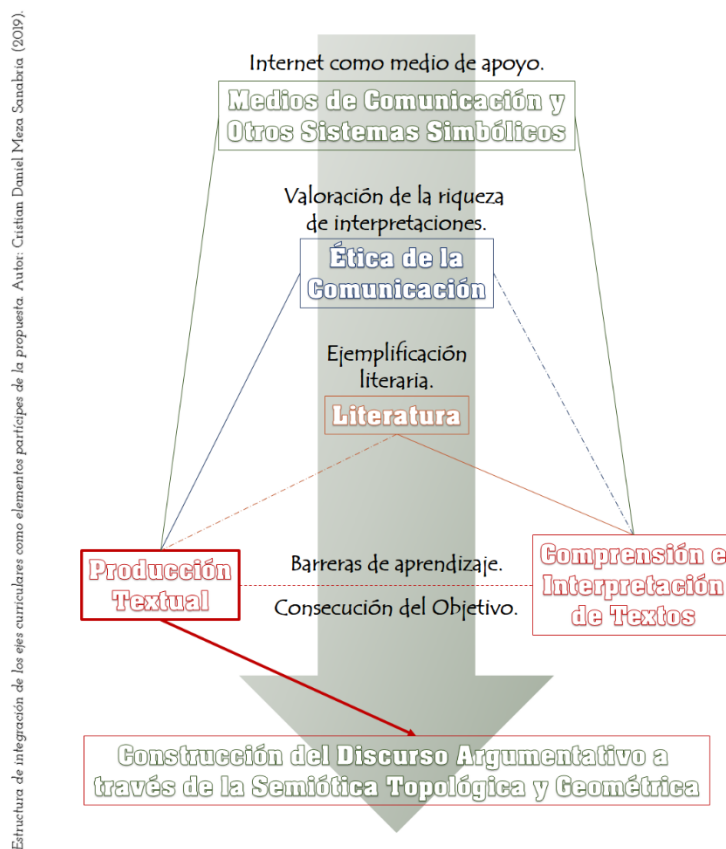 Estructura de integración de los ejes curriculares como elementos partícipes de la propuesta. Autor: Cristian Daniel Meza Sanabria (2019).
Internet como medio de apoyo.
Medios de Comunicación y
Otros Sistemas Simbólicos
Valoración de la riqueza
de interpretaciones.
Ética de la
Comunicación
Ejemplificación
literaria.
Literatura
Producción
Textual
Barreras de aprendizaje.
Consecución del Objetivo.
Comprensión e
Interpretación
de Textos
Construcción del Discurso Argumentativo a
través de la Semiótica Topológica y Geométrica